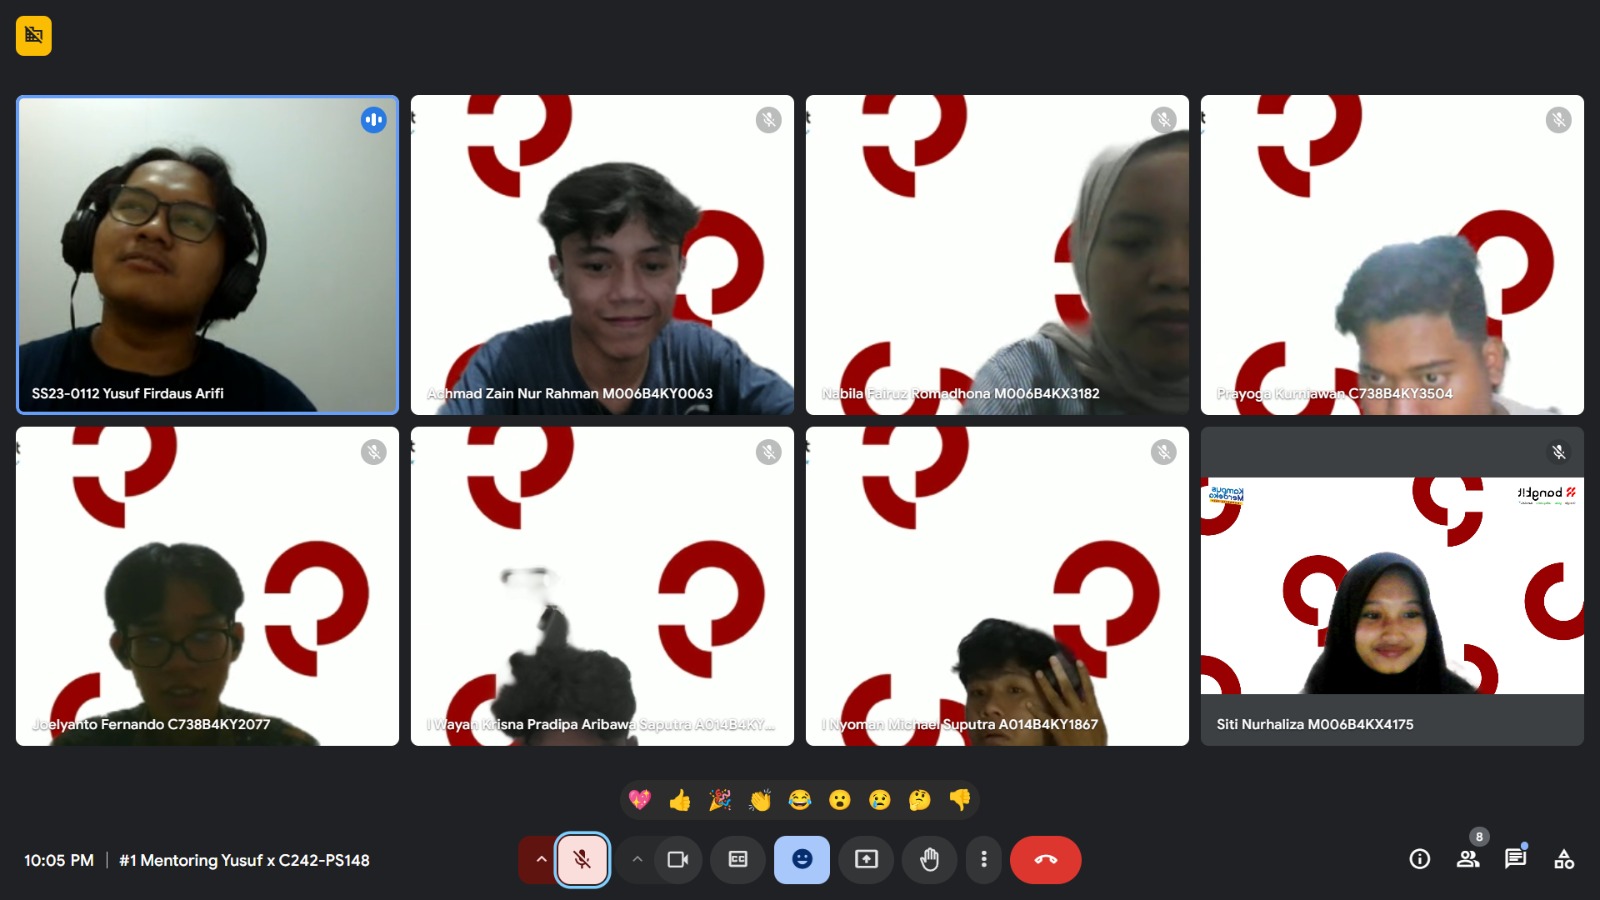 SS23-0112 Yusuf Firdaus Arifi
Achmad Zain Nur Rahman M006B4KY0063
Nabila Fairuz Romadhona M006B4KX3182
Prayoga Kurniawan C738B4KY3504
Joelyanto Fernando C738B4KY2077
I Wayan Krisna Pradipa Aribawa Saputra A014B4KY...
I Nyoman Michael Suputra A014B4KY1867
Kampus
Merdeka
bangkit
Siti Nurhaliza M006B4KX4175
10:05 PM | #1 Mentoring Yusuf x C242-PS148
CC
8